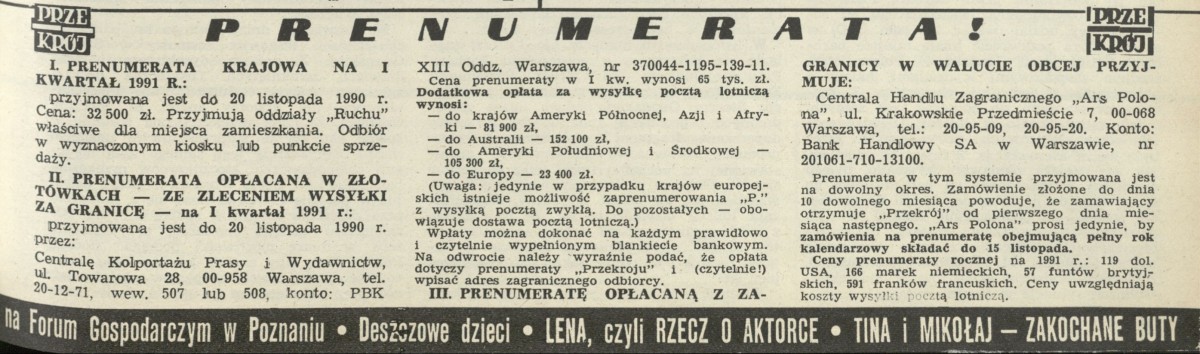 PRZE
KRÓJ
PRENUMERATA!
PRZE
KRÓJ
I. PRENUMERATA KRAJOWA NA I
KWARTAŁ 1991 R.:
przyjmowana jest do 20 listopada 1990 r.
Cena: 32 500 zł. Przyjmują oddziały „Ruchu"
właściwe dla miejsca zamieszkania. Odbiór
w wyznaczonym kiosku lub punkcie sprze-
daży.
II. PRENUMERATA OPŁACANA W ZŁO-
TÓWKACH — ZE ZLECENIEM WYSYŁKI
ZA GRANICĘ — na I kwartał 1991 r.:
przyjmowana jest do 20 listopada 1990 r.
przez:
Centralę Kolportażu Prasy i Wydawnictw,
ul. Towarowa 28, 00-958 Warszawa, tel.
20-12-71, wew. 507 lub 508, konto: PBK
XIII Oddz. Warszawa, nr 370044-1195-139-11.
Cena prenumeraty w I kw. wynosi 65 tys. zł.
Dodatkowa opłata za wysyłkę pocztą lotniczą
wynosi:
— do krajów Ameryki Północnej, Azji i Afry-
ki — 81 900 zł,
— do Australii — 152 100 zł,
— do Ameryki Południowej i Środkowej —
105 300 zł,
— do Europy — 23 400 zł.
(Uwaga: jedynie w przypadku krajów europej-
skich istnieje możliwość zaprenumerowania „P."
z wysyłką pocztą zwykłą. Do pozostałych — obo-
wiązuje dostawa pocztą lotniczą.)
Wpłaty można dokonać na każdym prawidłowo
i czytelnie wypełnionym blankiecie bankowym.
Na odwrocie należy wyraźnie podać, że opłata
dotyczy prenumeraty „Przekroju" i (czytelnie!)
wpisać adres zagranicznego odbiorcy.
III. PRENUMERATĘ OPŁACANĄ Z ZA-
GRANICY W WALUCIE OBCEJ PRZYJ-
MUJE:
Centrala Handlu Zagranicznego „Ars Polo-
na", ul. Krakowskie Przedmieście 7, 00-068
Warszawa, tel.: 20-95-09, 20-95-20. Konto:
Bank Handlowy SA w Warszawie, nr
201061-710-13100.
Prenumerata w tym systemie przyjmowana jest
na dowolny okres. Zamówienie złożone do dnia
10 dowolnego miesiąca powoduje, że zamawiający
otrzymuje „Przekrój" od pierwszego dnia mie-
siąca następnego. „Ars Polona" prosi jedynie, by
zamówienia na prenumeratę obejmującą pełny rok
kalendarzowy składać do 15 listopada.
Ceny prenumeraty rocznej na 1991 r.: 119 dol.
USA, 166 marek niemieckich, 57 funtów brytyj-
skich, 591 franków francuskich. Ceny uwzględniają
koszty wysyłki pocztą lotniczą.
na Forum Gospodarczym w Poznaniu • Deszczowe dzieci • LENA, czyli RZECZ O AKTORCE • TINA i MIKOŁAJ — ZAKOCHANE BUTY